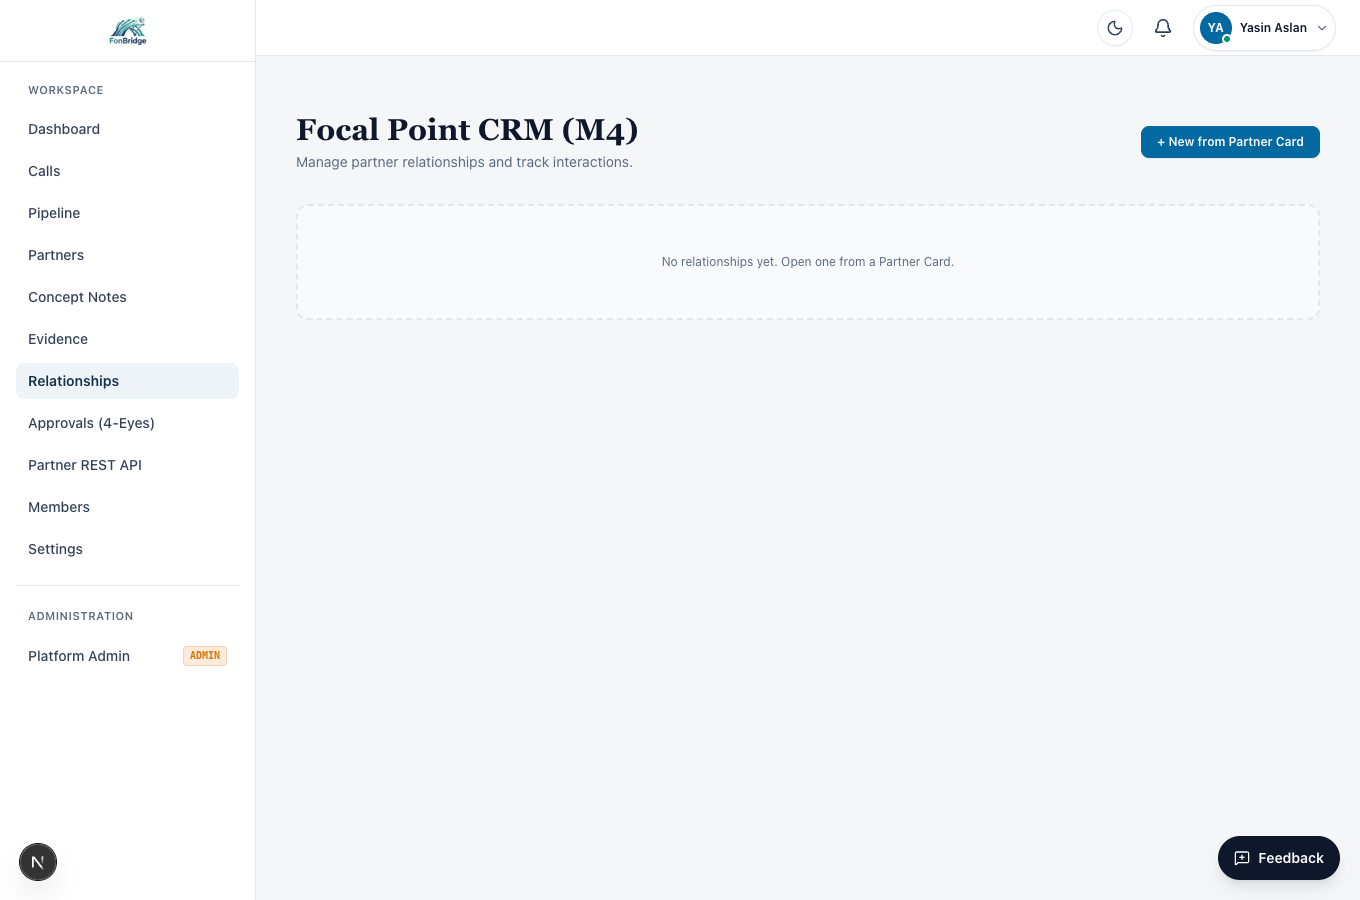 FonBridge
YA
Yasin Aslan
WORKSPACE
Dashboard
Calls
Pipeline
Partners
Concept Notes
Evidence
Relationships
Approvals (4-Eyes)
Partner REST API
Members
Settings
ADMINISTRATION
Platform Admin
ADMIN
Focal Point CRM (M4)
Manage partner relationships and track interactions.
+ New from Partner Card
No relationships yet. Open one from a Partner Card.
N
Feedback